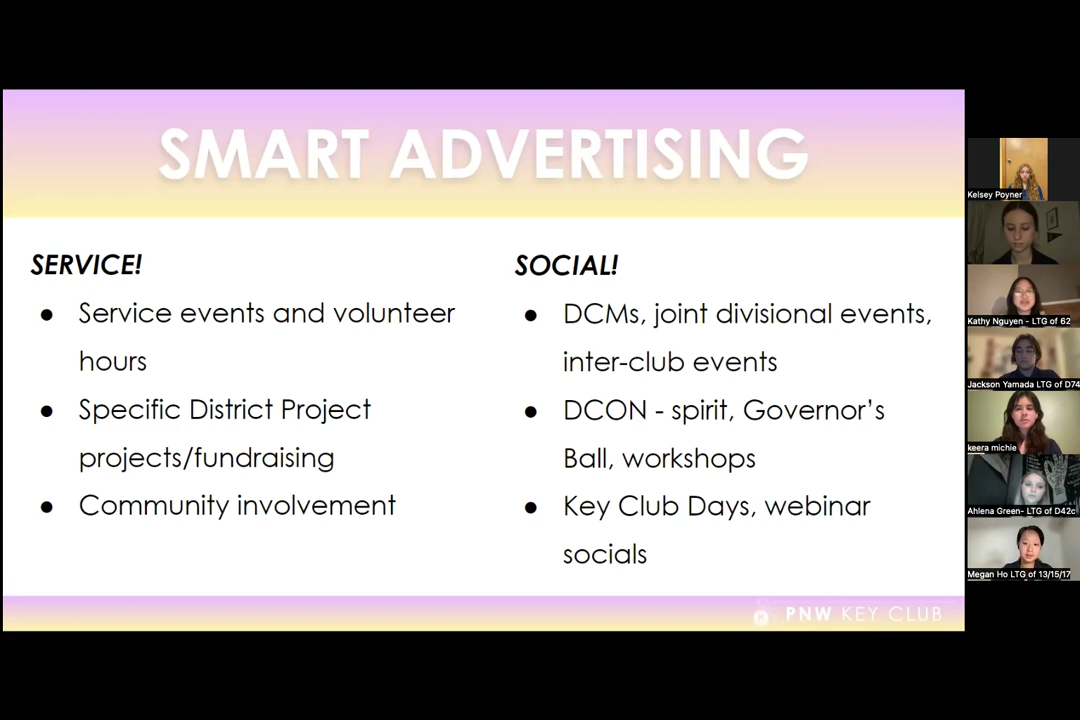 SMART ADVERTISING
SERVICE!
● Service events and volunteer
hours
● Specific District Project
projects/fundraising
● Community involvement
SOCIAL!
● DCMs, joint divisional events,
inter-club events
● DCON - spirit, Governor’s
Ball, workshops
● Key Club Days, webinar
socials
PNW KEY CLUB
Kelsey Poyner
Kathy Nguyen - LTG of 62
Jackson Yamada LTG of D74
keera michie
Ahlena Green- LTG of D42c
Megan Ho LTG of 13/15/17